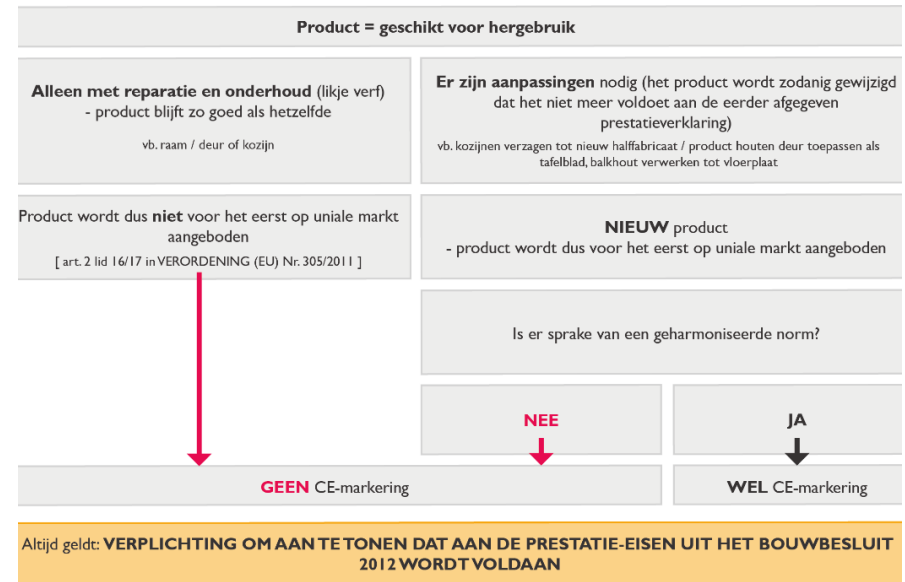 Product = geschikt voor hergebruik
Alleen met reparatie en onderhoud (likje verf)
- product blijft zo goed als hetzelfde
vb. raam / deur of kozijn
Er zijn aanpassingen nodig (het product wordt zodanig gewijzigd
dat het niet meer voldoet aan de eerder afgegeven
prestatieverklaring)
vb. kozijnen verzagen tot nieuw halffabricaat / product houten deur toepassen als
tafelblad, balkhout verwerken tot vloerplaat
Product wordt dus niet voor het eerst op uniale markt
aangeboden
[ art. 2 lid 16/17 in VERORDENING (EU) Nr. 305/2011 ]
NIEUW product
- product wordt dus voor het eerst op uniale markt aangeboden
Is er sprake van een geharmoniseerde norm?
NEE
JA
GEEN CE-markering
WEL CE-markering
Altijd geldt: VERPLICHTING OM AAN TE TONEN DAT AAN DE PRESTATIE-EISEN UIT HET BOUWBESLUIT
2012 WORDT VOLDAAN